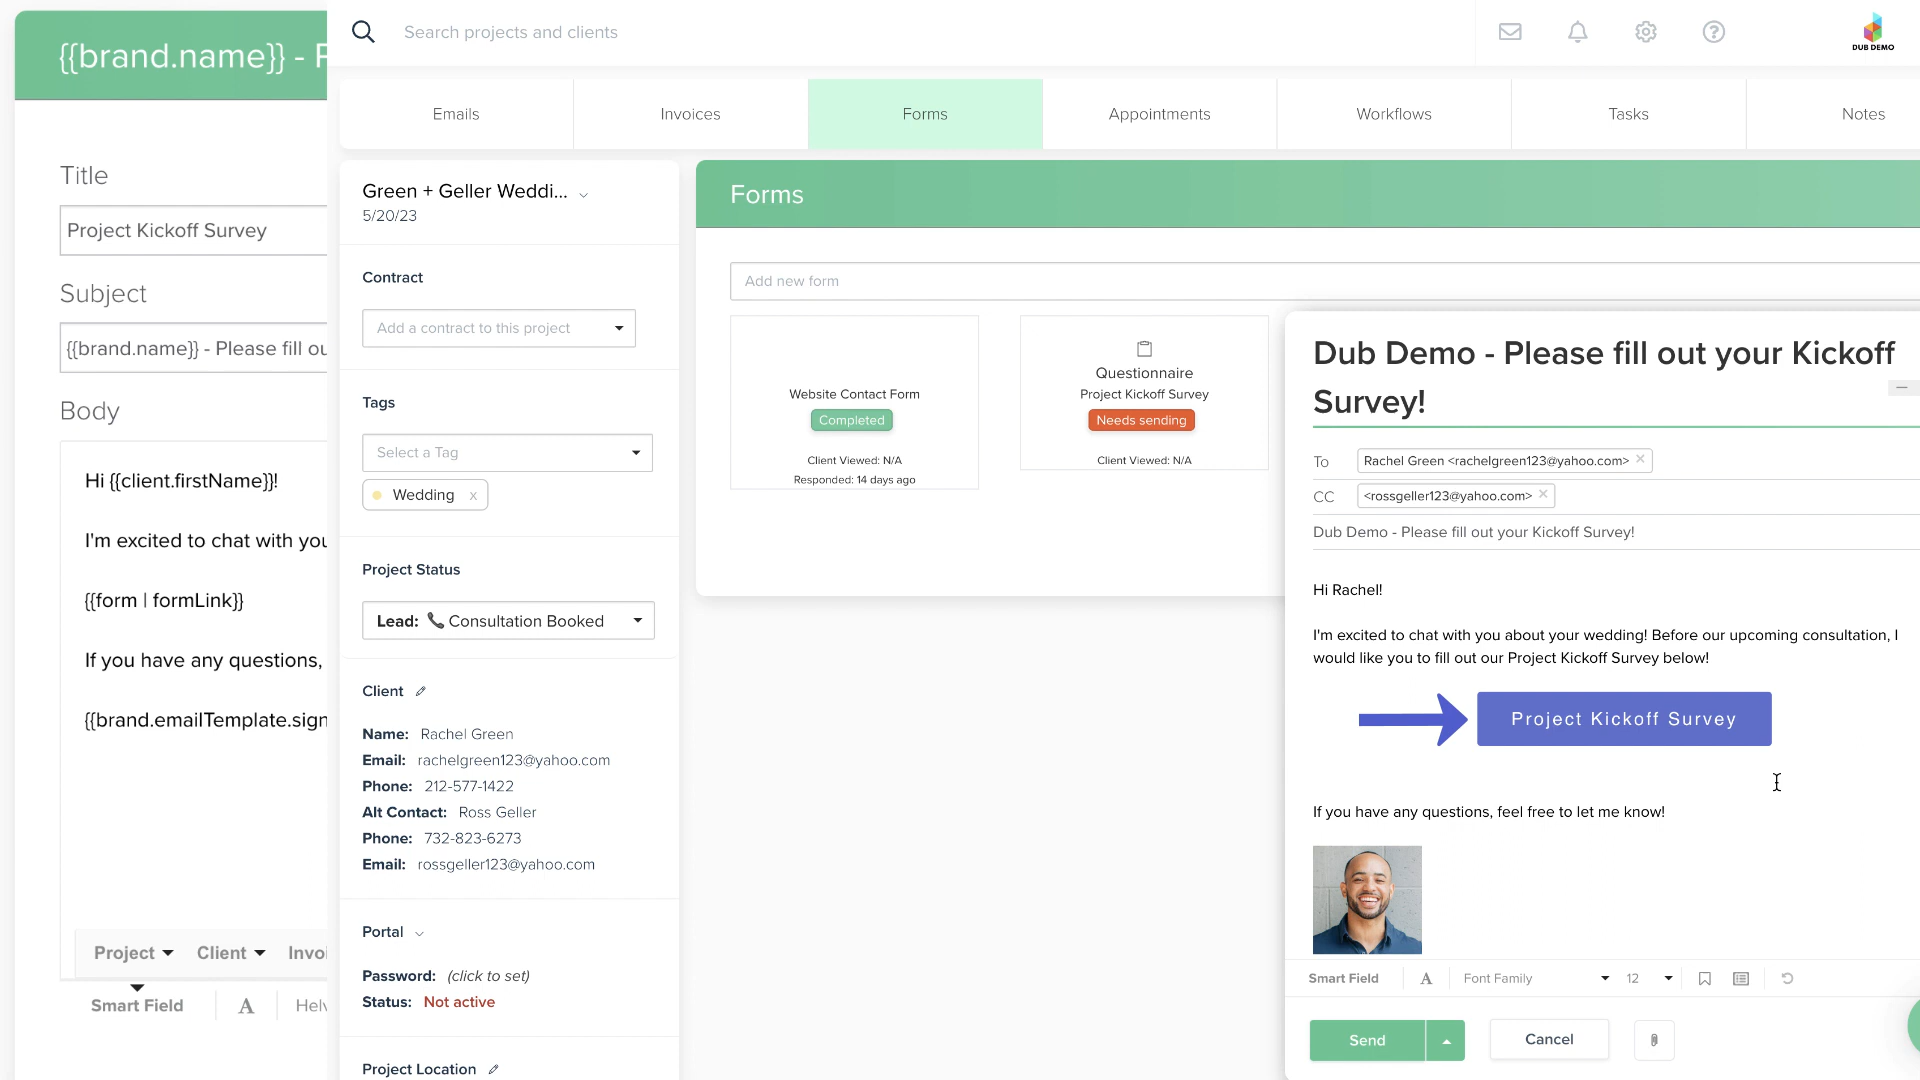 {{brand.name}} -
Title
Project Kickoff Survey
Subject
{{brand.name}} - Please fill
Body
Hi {{client.firstName}}!
I'm excited to chat with you
{{form | formLink}}
If you have any questions,
{{brand.emailTemplate.sign
Project
Client
Invoi
Smart Field
A
Helv
Search projects and clients
DUB DEMO
Emails
Invoices
Forms
Appointments
Workflows
Tasks
Notes
Green + Geller Weddi...
5/20/23
Contract
Add a contract to this project
Tags
Select a Tag
Wedding x
Project Status
Lead: 📞 Consultation Booked
Client
Name: Rachel Green
Email: rachelgreen123@yahoo.com
Phone: 212-577-1422
Alt Contact: Ross Geller
Phone: 732-823-6273
Email: rossgeller123@yahoo.com
Portal
Password: (click to set)
Status: Not active
Project Location
Forms
Add new form
Website Contact Form
Completed
Client Viewed: N/A
Responded: 14 days ago
Questionnaire
Project Kickoff Survey
Needs sending
Client Viewed: N/A
Dub Demo - Please fill out your Kickoff
Survey!
To Rachel Green <rachelgreen123@yahoo.com> ×
CC <rossgeller123@yahoo.com> ×
Dub Demo - Please fill out your Kickoff Survey!
Hi Rachel!
I'm excited to chat with you about your wedding! Before our upcoming consultation, I
would like you to fill out our Project Kickoff Survey below!
Project Kickoff Survey
If you have any questions, feel free to let me know!
Smart Field
A
Font Family
12
Send
Cancel